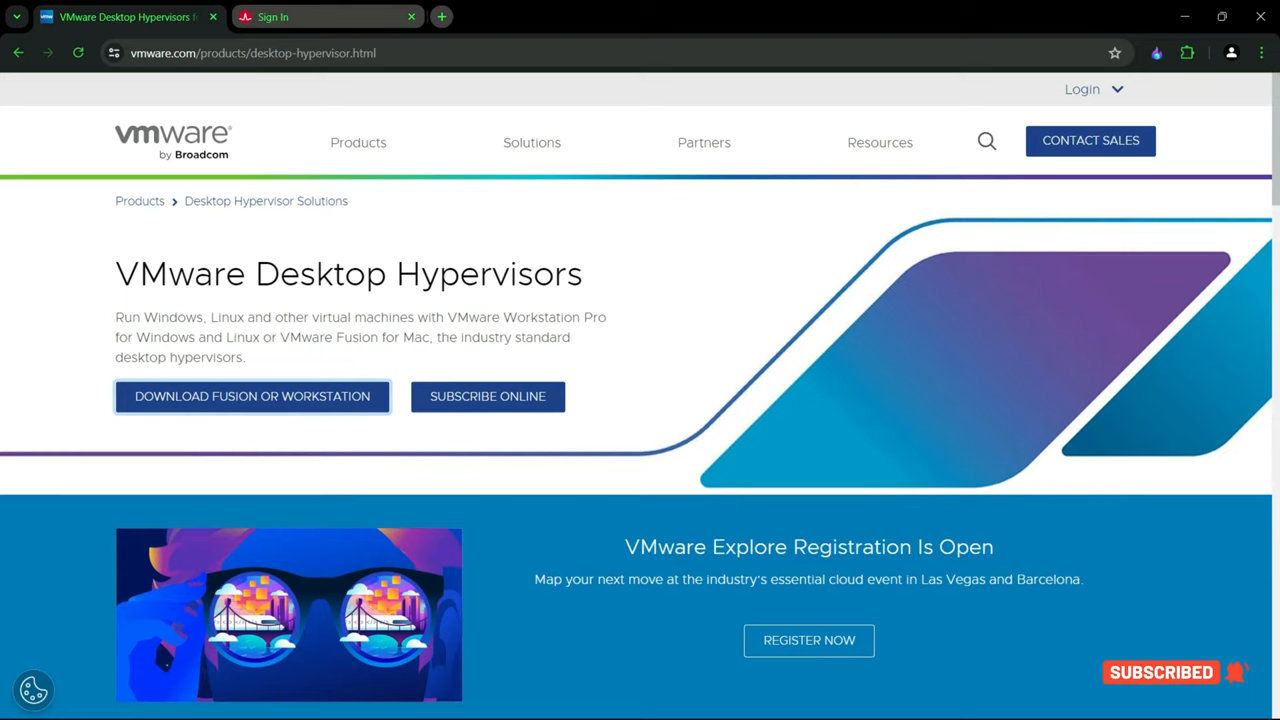 VMware Desktop Hypervisors f
Sign In
vmware.com/products/desktop-hypervisor.html
Login
vmware
by Broadcom
Products
Solutions
Partners
Resources
CONTACT SALES
Products
Desktop Hypervisor Solutions
VMware Desktop Hypervisors
Run Windows, Linux and other virtual machines with VMware Workstation Pro
for Windows and Linux or VMware Fusion for Mac, the industry standard
desktop hypervisors.
DOWNLOAD FUSION OR WORKSTATION
SUBSCRIBE ONLINE
VMware Explore Registration Is Open
Map your next move at the industry's essential cloud event in Las Vegas and Barcelona.
REGISTER NOW
SUBSCRIBED